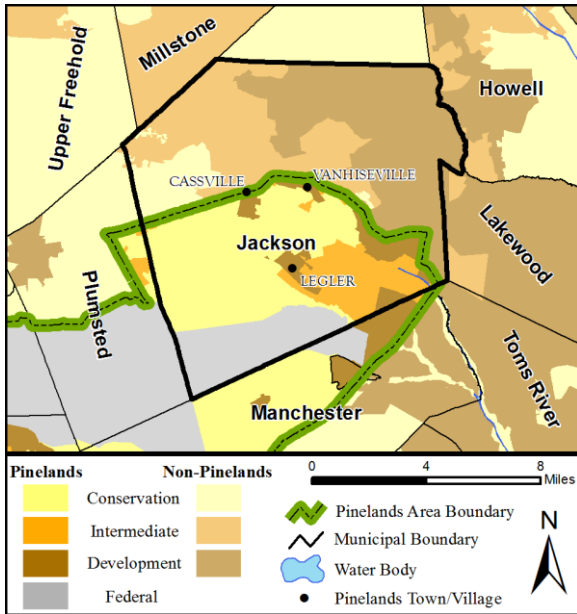 Upper Freehold
Millstone
Howell
CASSVILLE
VANHISEVILLE
Jackson
LEGLER
Lakewood
Plumsted
Toms River
Manchester
Pinelands Non-Pinelands
Conservation
Intermediate
Development
Federal
0 4 8
Miles
Pinelands Area Boundary
Municipal Boundary
Water Body
Pinelands Town/Village
N